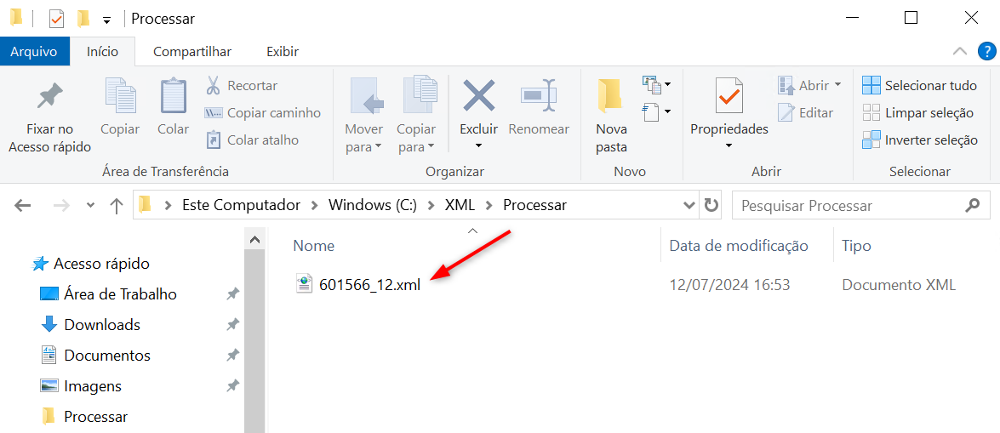 Processar
Arquivo Início Compartilhar Exibir
?
Fixar no
Acesso rápido
Copiar
Colar
Recortar
Copiar caminho
Colar atalho
Área de Transferência
Mover
para
Copiar
para
Excluir
Renomear
Organizar
Nova
pasta
Novo
Propriedades
Abrir
Editar
Abrir
Selecionar tudo
Limpar seleção
Inverter seleção
Selecionar
Este Computador Windows (C:) XML Processar
Pesquisar Processar
Acesso rápido
Área de Trabalho
Downloads
Documentos
Imagens
Processar
Nome Data de modificação Tipo
601566_12.xml 12/07/2024 16:53 Documento XML